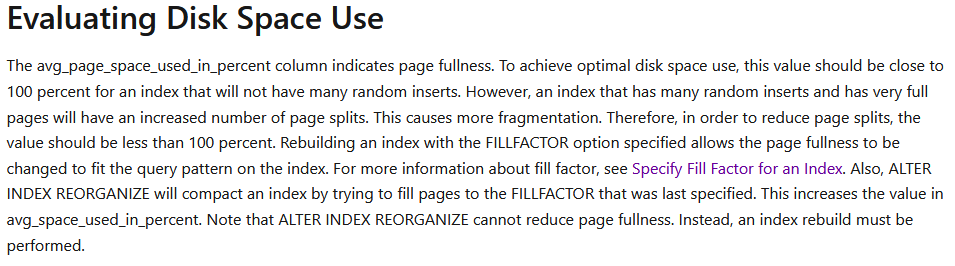 Evaluating Disk Space Use
The avg_page_space_used_in_percent column indicates page fullness. To achieve optimal disk space use, this value should be close to
100 percent for an index that will not have many random inserts. However, an index that has many random inserts and has very full
pages will have an increased number of page splits. This causes more fragmentation. Therefore, in order to reduce page splits, the
value should be less than 100 percent. Rebuilding an index with the FILLFACTOR option specified allows the page fullness to be
changed to fit the query pattern on the index. For more information about fill factor, see Specify Fill Factor for an Index. Also, ALTER
INDEX REORGANIZE will compact an index by trying to fill pages to the FILLFACTOR that was last specified. This increases the value in
avg_space_used_in_percent. Note that ALTER INDEX REORGANIZE cannot reduce page fullness. Instead, an index rebuild must be
performed.